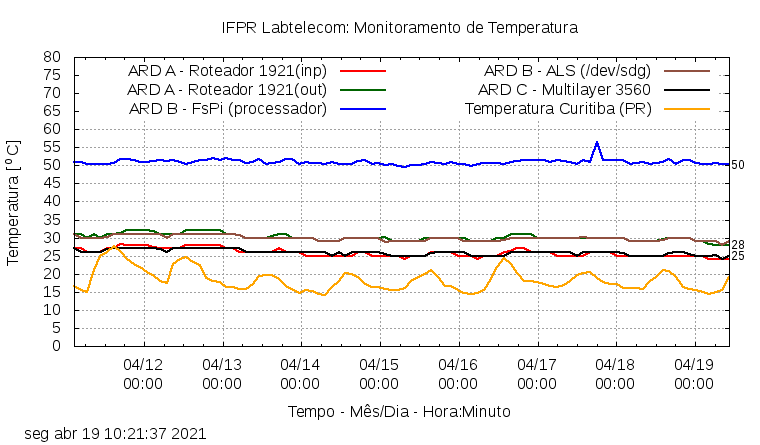 IFPR Labtelecom: Monitoramento de Temperatura
ARD A - Roteador 1921(inp)
ARD A - Roteador 1921(out)
ARD B - FsPi (processador)
ARD B - ALS (/dev/sdg)
ARD C - Multilayer 3560
Temperatura Curitiba (PR)
Temperatura [ºC]
80
75
70
65
60
55
50
45
40
35
30
25
20
15
10
5
0
50
28
25
04/12 04/13 04/14 04/15 04/16 04/17 04/18 04/19
00:00 00:00 00:00 00:00 00:00 00:00 00:00 00:00
Tempo - Mês/Dia - Hora:Minuto
seg abr 19 10:21:37 2021